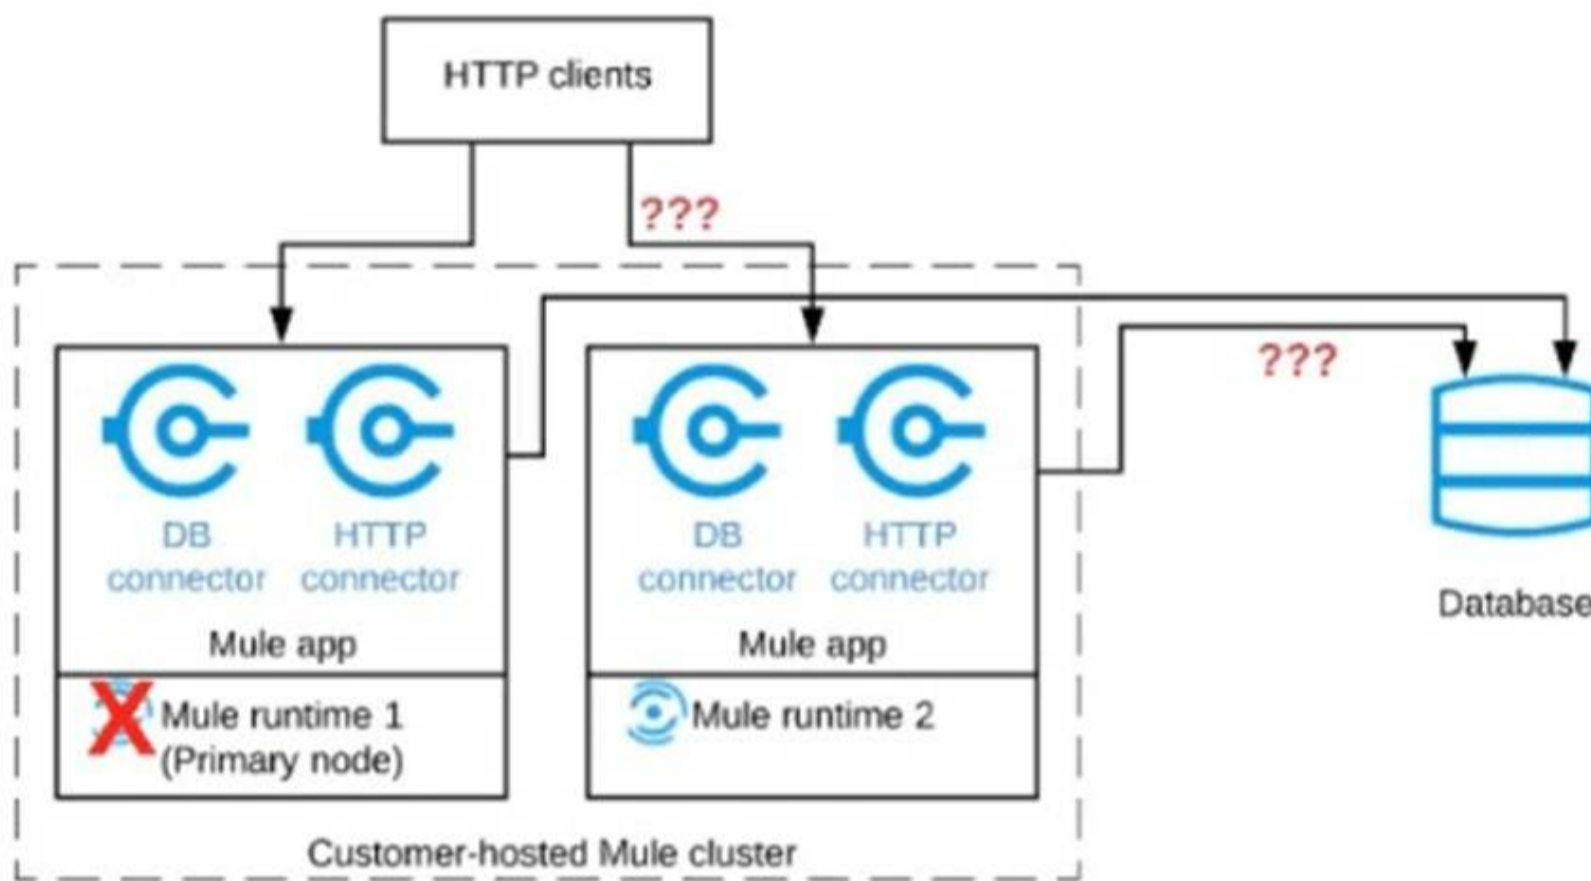 HTTP clients
???
???
DB
connector
HTTP
connector
Mule app
Mule runtime 1
(Primary node)
DB
connector
HTTP
connector
Mule app
Mule runtime 2
Database
Customer-hosted Mule cluster